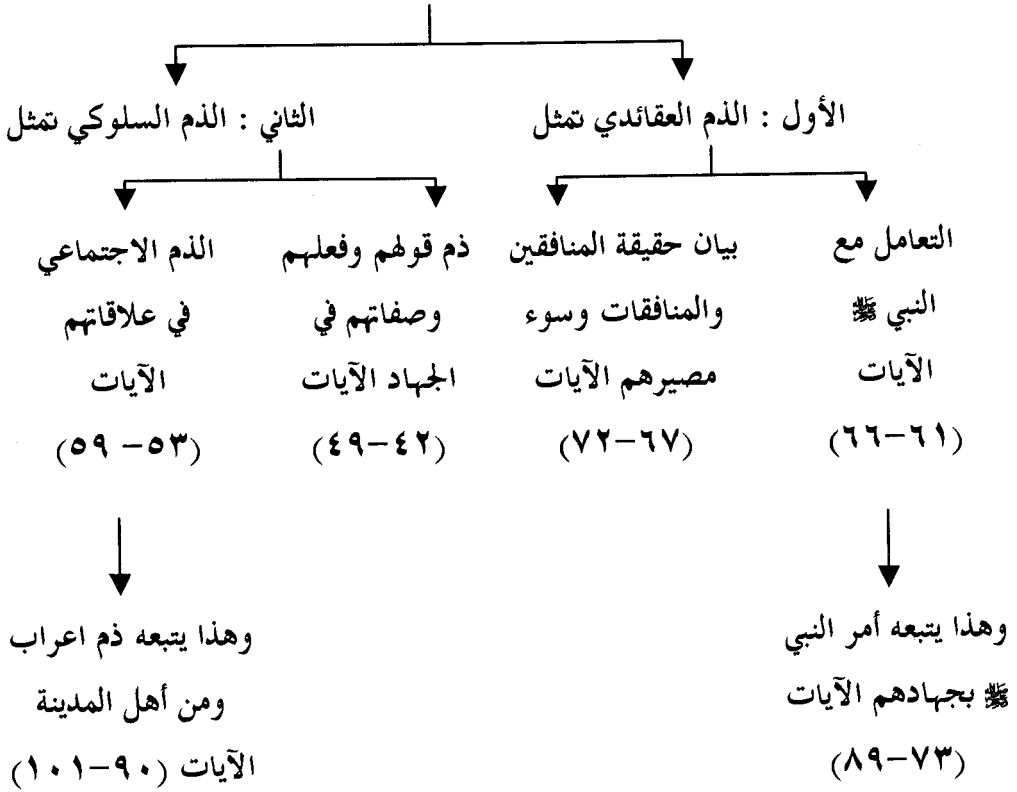 الأول : الذم العقائدي تمثل
الثاني : الذم السلوكي تمثل
التعامل مع
النبي ﷺ
الآيات
(٦١–٦٦)
بيان حقيقة المنافقين
والمنافقات وسوء
مصيرهم الآيات
(٦٧–٧٢)
ذم قولهم وفعلهم
وصفاتهم في
الجهاد الآيات
(٤٢–٤٩)
الذم الاجتماعي
في علاقاتهم
الآيات
(٥٣– ٥٩)
وهذا يتبعه أمر النبي
ﷺ بجهادهم الآيات
(٧٣–٨٩)
وهذا يتبعه ذم اعراب
ومن أهل المدينة
الآيات (٩٠–١٠١)